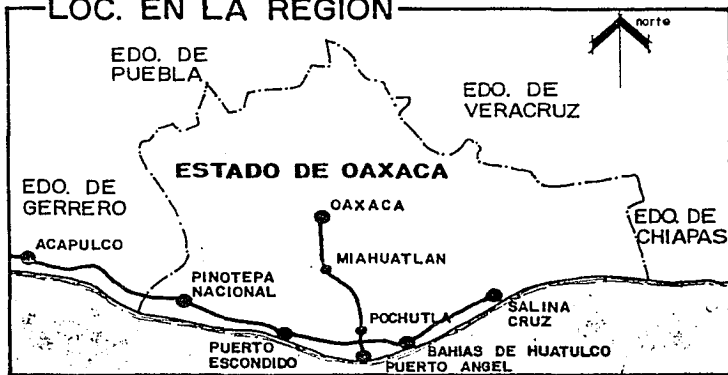 LOC. EN LA REGION
norte
EDO. DE
PUEBLA
EDO. DE
VERACRUZ
ESTADO DE OAXACA
EDO. DE
GERRERO
OAXACA
EDO. DE
CHIAPAS
ACAPULCO
MIAHUATLAN
PINOTEPA
NACIONAL
POCHUTLA
SALINA
CRUZ
PUERTO
ESCONDIDO
BAHIAS DE HUATULCO
PUERTO ANGEL